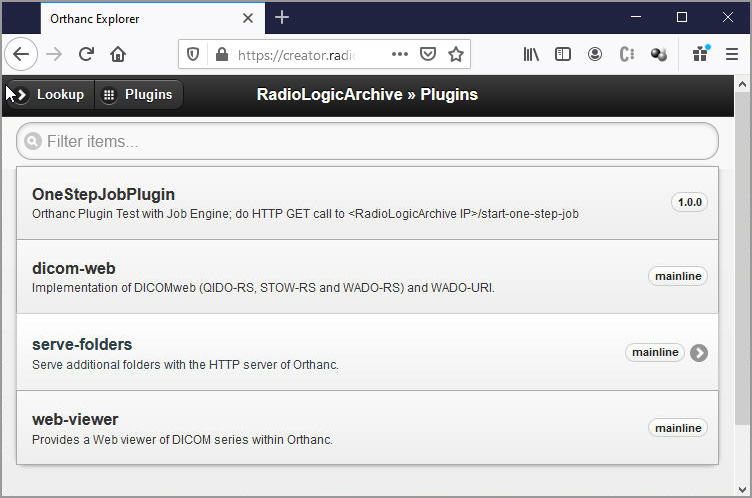 Orthanc Explorer
https://creator.radi
Lookup
Plugins
RadioLogicArchive » Plugins
Filter items...
OneStepJobPlugin
Orthanc Plugin Test with Job Engine; do HTTP GET call to <RadioLogicArchive IP>/start-one-step-job
1.0.0
dicom-web
Implementation of DICOMweb (QIDO-RS, STOW-RS and WADO-RS) and WADO-URI.
mainline
serve-folders
Serve additional folders with the HTTP server of Orthanc.
mainline
web-viewer
Provides a Web viewer of DICOM series within Orthanc.
mainline